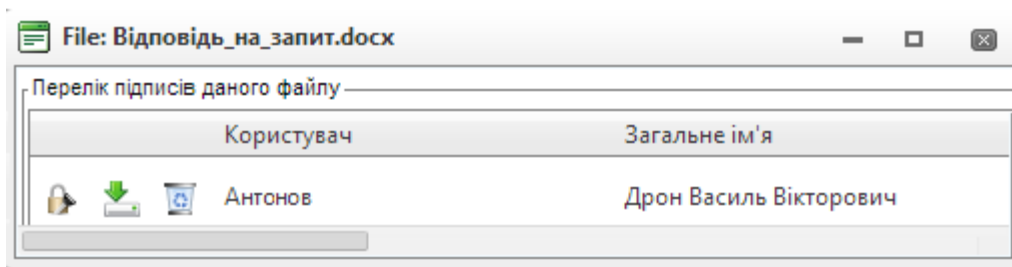 File: Відповідь_на_запит.docx
Перелік підписів даного файлу
Користувач Загальне ім'я
Антонов Дрон Василь Вікторович